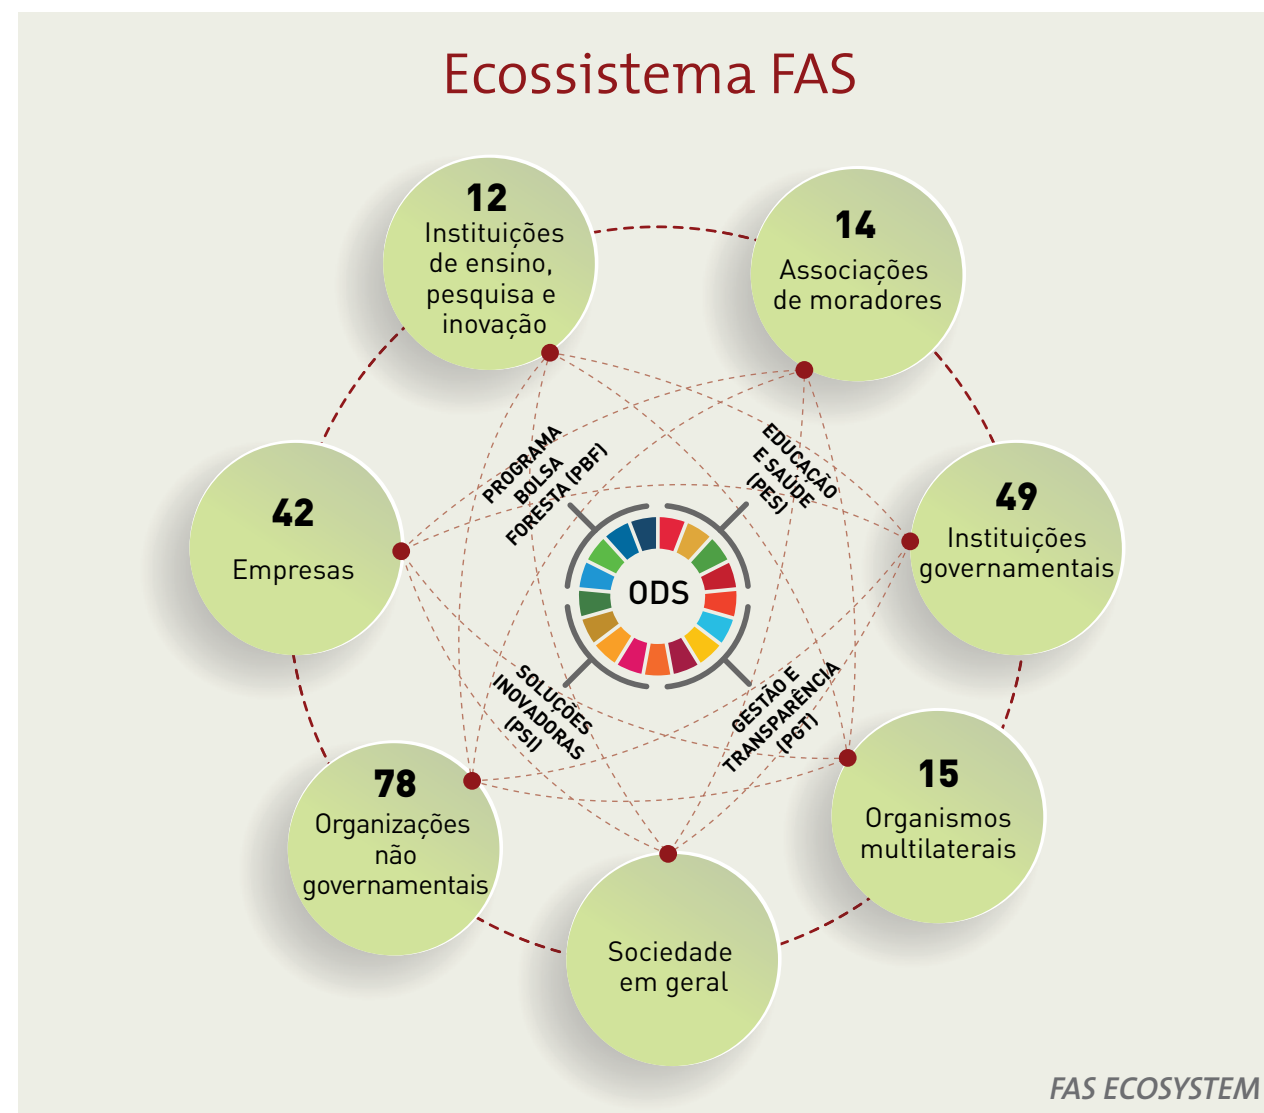 Ecossistema FAS
12
Instituições
de ensino,
pesquisa e
inovação
14
Associações
de moradores
42
Empresas
PROGRAMA
BOLSA
FORESTA (PBF)
EDUCAÇÃO
E SAÚDE
(PES)
49
Instituições
governamentais
ODS
SOLUÇÕES
INOVADORAS
(PSI)
GESTÃO E
TRANSPARÊNCIA
(PGT)
78
Organizações
não
governamentais
15
Organismos
multilaterais
Sociedade
em geral
FAS ECOSYSTEM